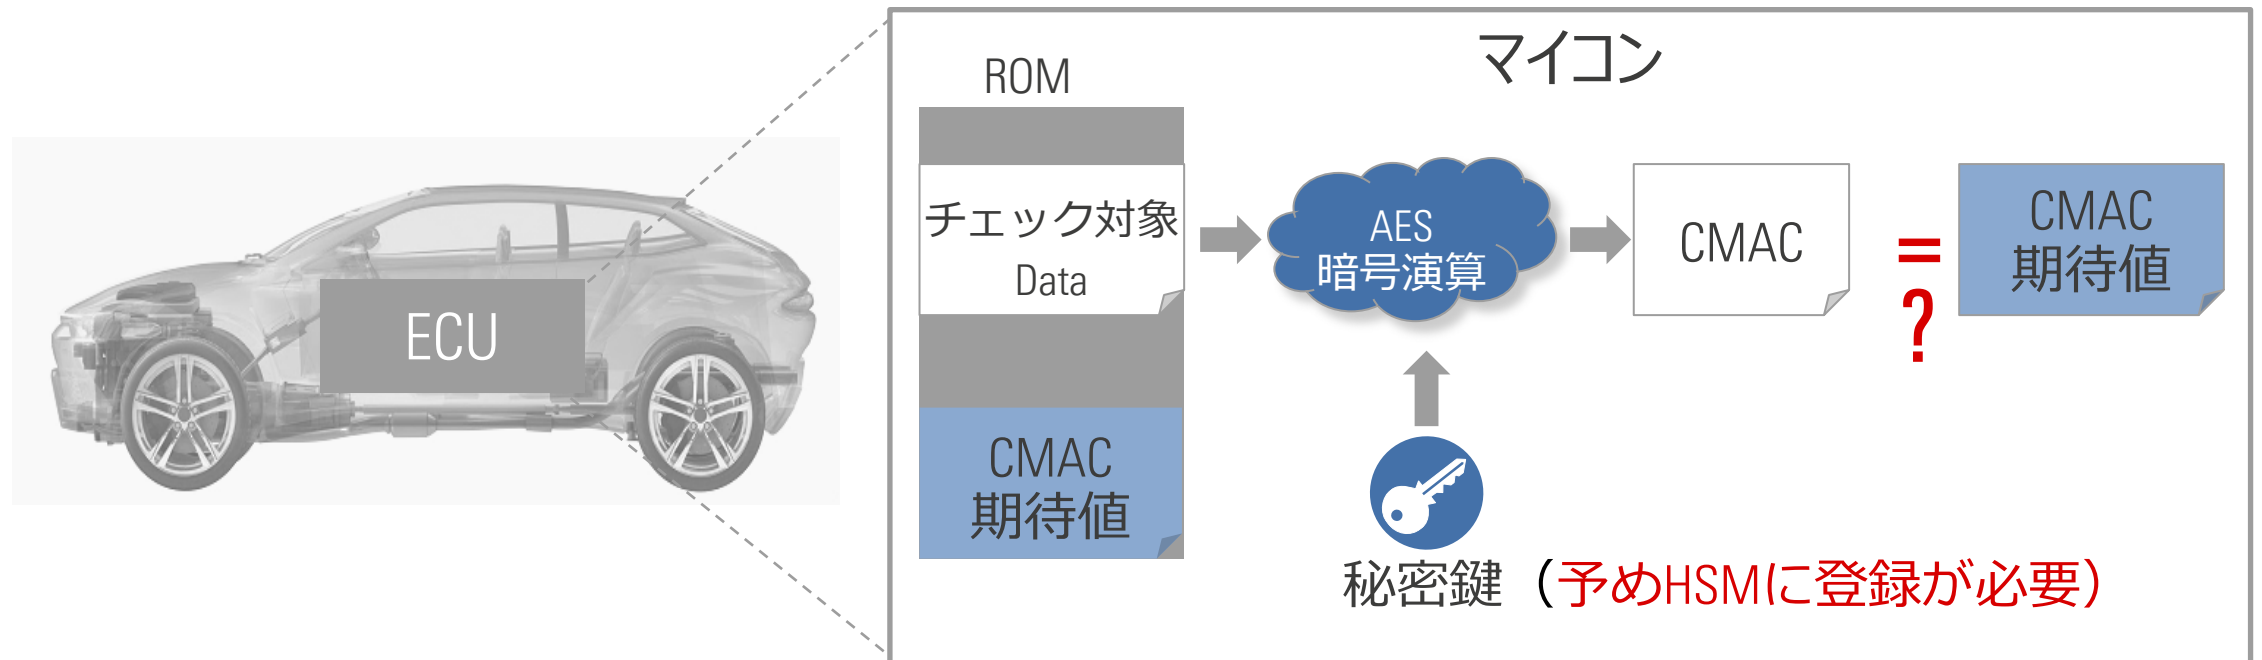 マイコン
ROM
チェック対象
Data
CMAC
期待値
AES
暗号演算
CMAC
=
?
CMAC
期待値
ECU
秘密鍵（予めHSMに登録が必要）